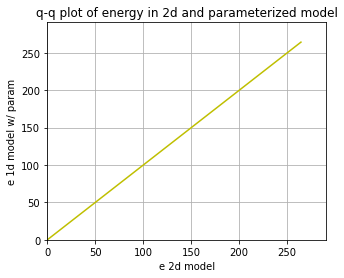 q-q plot of energy in 2d and parameterized model
e 1d model w/ param
250
200
150
100
50
0
0 50 100 150 200 250
e 2d model